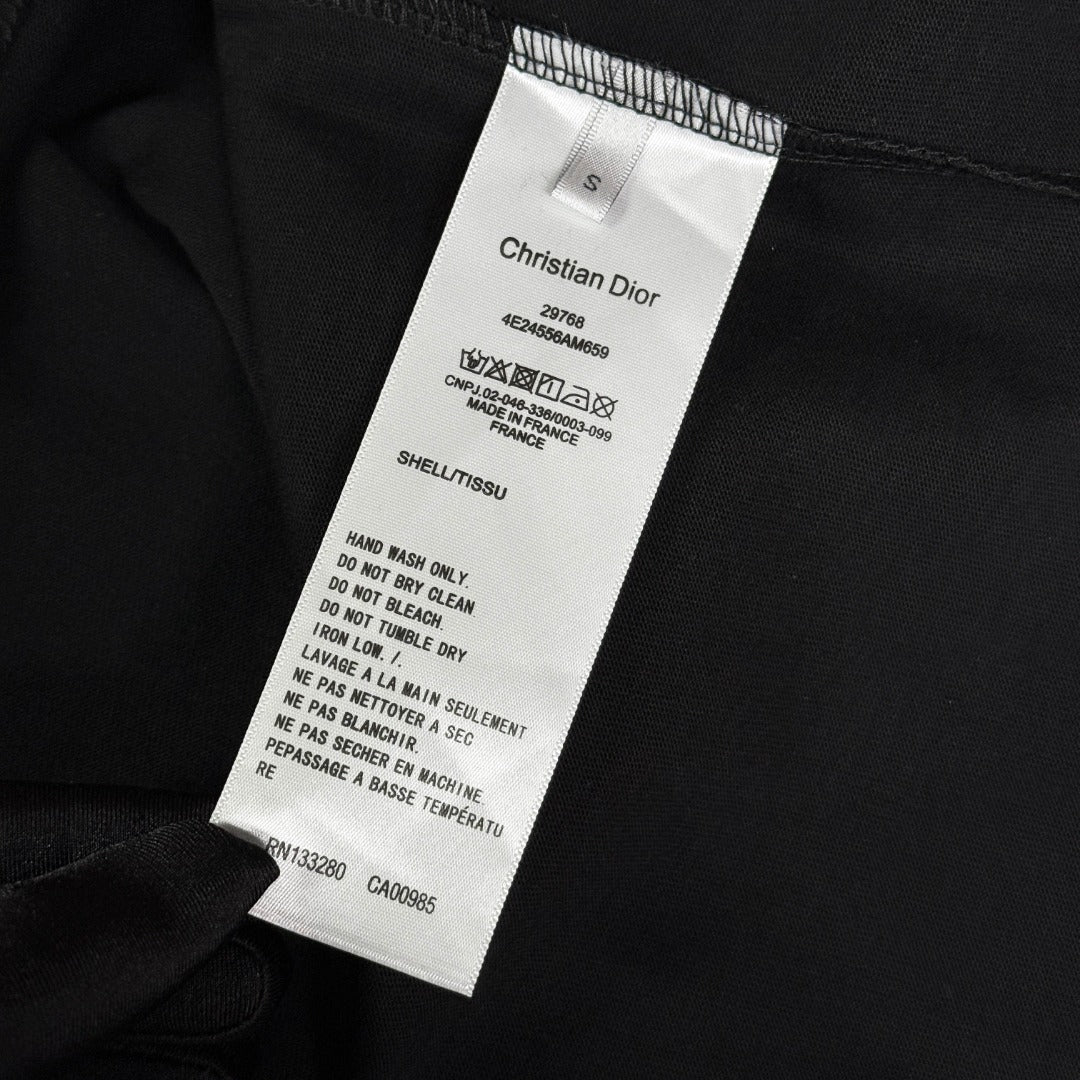 S
Christian Dior
29768
4E24556AM659
CNPJ.02-046-336/0003-099
MADE IN FRANCE
FRANCE
SHELL/TISSU
HAND WASH ONLY.
DO NOT BRY CLEAN
DO NOT BLEACH.
DO NOT TUMBLE DRY
IRON LOW. /.
LAVAGE A LA MAIN SEULEMENT
NE PAS NETTOYER A SEC
NE PAS BLANCHIR.
NE PAS SECHER EN MACHINE.
PEPASSAGE A BASSE TEMPÉRATU
RE
RN133280 CA00985